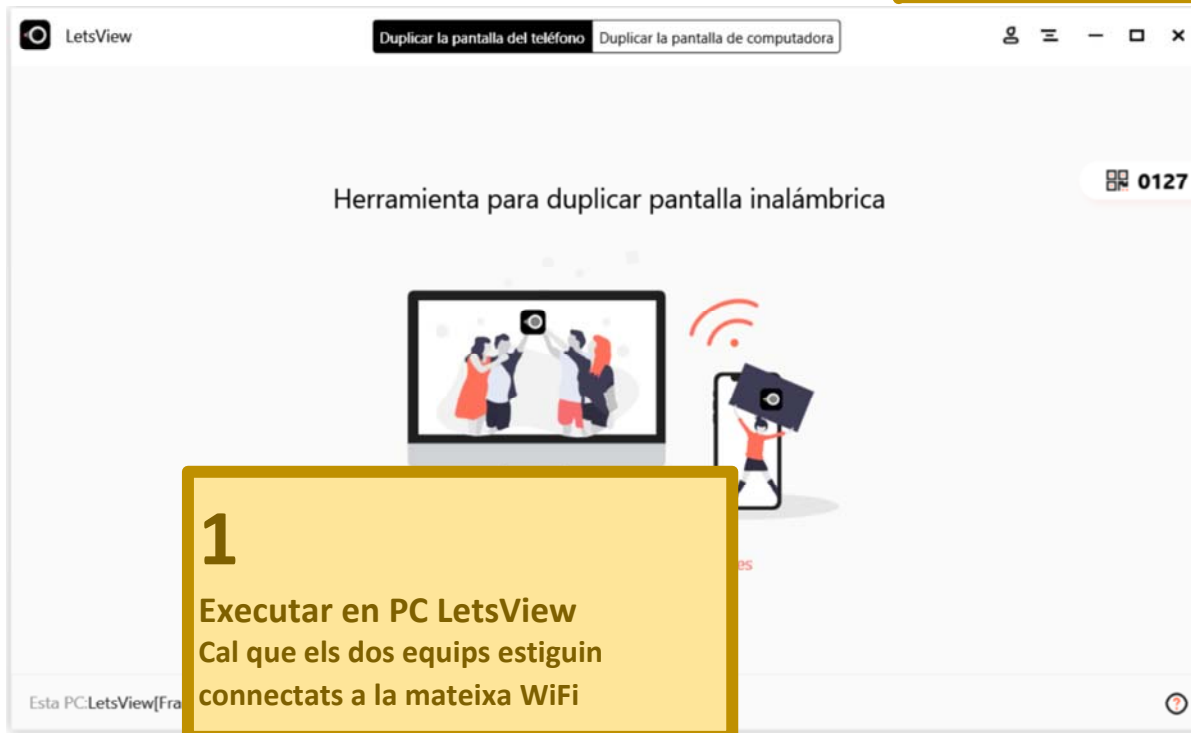 LetsView
Duplicar la pantalla del teléfono Duplicar la pantalla de computadora
0127
Herramienta para duplicar pantalla inalámbrica
1
es
Executar en PC LetsView
Cal que els dos equips estiguin
connectats a la mateixa WiFi
Esta PC:LetsView[Fra
?